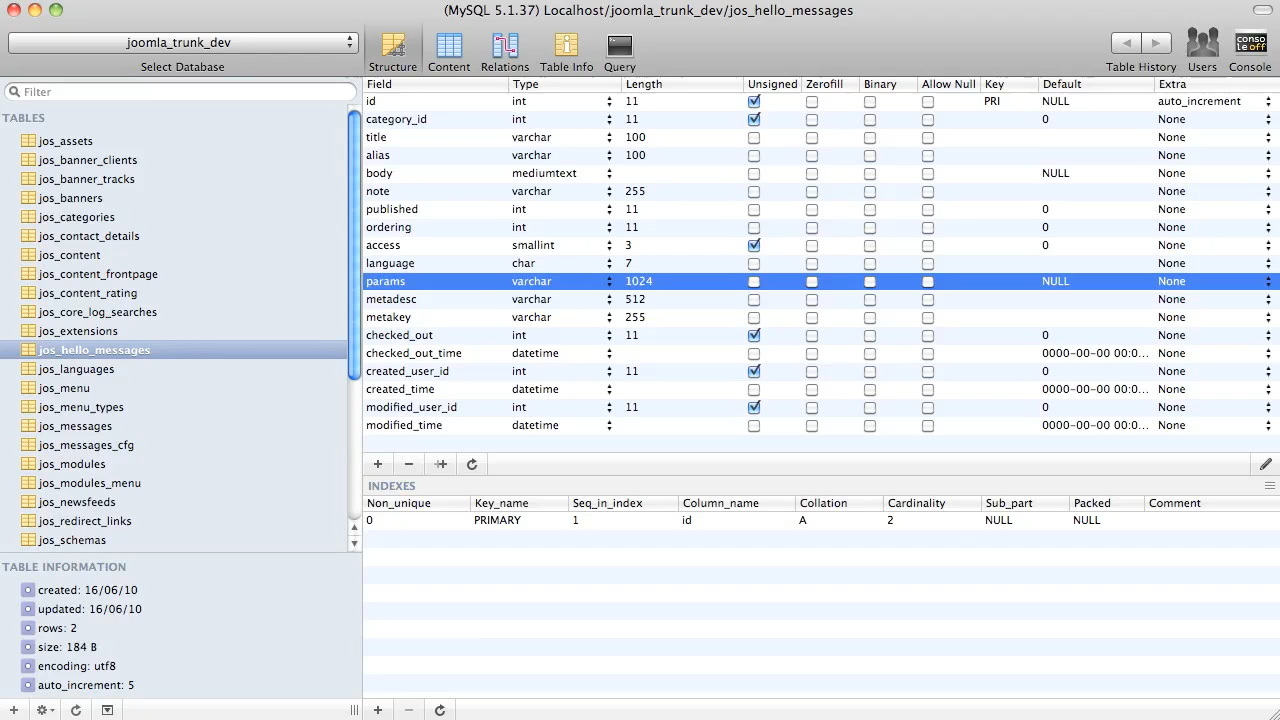 (MySQL 5.1.37) Localhost/joomla_trunk_dev/jos_hello_messages
joomla_trunk_dev
Select Database
Structure Content Relations Table Info Query
Table History Users Console
console off
Filter
TABLES
jos_assets
jos_banner_clients
jos_banner_tracks
jos_banners
jos_categories
jos_contact_details
jos_content
jos_content_frontpage
jos_content_rating
jos_core_log_searches
jos_extensions
jos_hello_messages
jos_languages
jos_menu
jos_menu_types
jos_messages
jos_messages_cfg
jos_modules
jos_modules_menu
jos_newsfeeds
jos_redirect_links
jos_schemas
TABLE INFORMATION
created: 16/06/10
updated: 16/06/10
rows: 2
size: 184 B
encoding: utf8
auto_increment: 5
Field Type Length Unsigned Zerofill Binary Allow Null Key Default Extra
id int 11 PRI NULL auto_increment
category_id int 11 0 None
title varchar 100 None
alias varchar 100 None
body mediumtext NULL None
note varchar 255 None
published int 11 0 None
ordering int 11 0 None
access smallint 3 0 None
language char 7 None
params varchar 1024 NULL None
metadesc varchar 512 None
metakey varchar 255 None
checked_out int 11 0 None
checked_out_time datetime 0000-00-00 00:0... None
created_user_id int 11 0 None
created_time datetime 0000-00-00 00:0... None
modified_user_id int 11 0 None
modified_time datetime 0000-00-00 00:0... None
INDEXES
Non_unique Key_name Seq_in_index Column_name Collation Cardinality Sub_part Packed Comment
0 PRIMARY 1 id A 2 NULL NULL